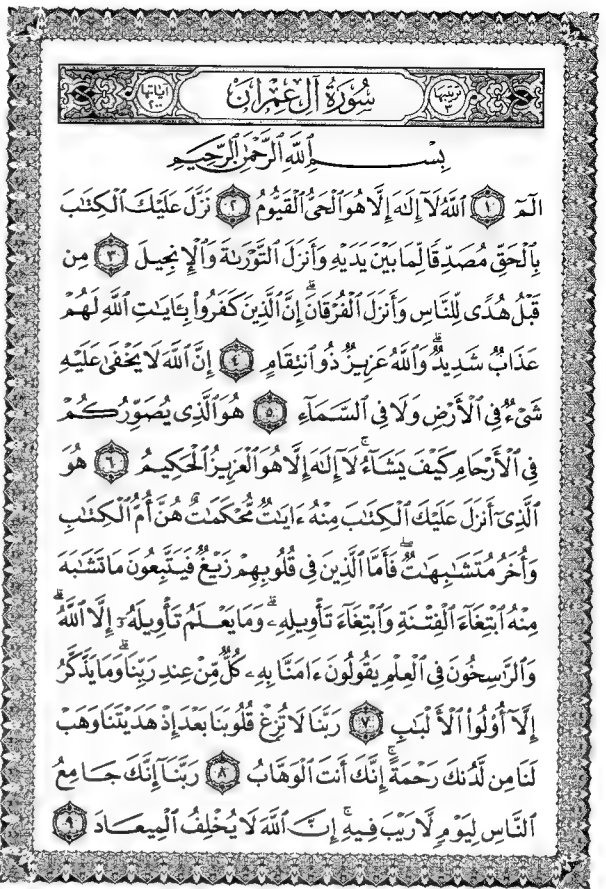 ترتيبها ٣ سُورَةُ آلِ عِمْرَانَ آياتها ٢٠٠
بِسْمِ ٱللَّهِ ٱلرَّحْمَٰنِ ٱلرَّحِيمِ
الٓمٓ ١ ٱللَّهُ لَآ إِلَٰهَ إِلَّا هُوَ ٱلْحَىُّ ٱلْقَيُّومُ ٢ نَزَّلَ عَلَيْكَ ٱلْكِتَٰبَ
بِٱلْحَقِّ مُصَدِّقًا لِّمَا بَيْنَ يَدَيْهِ وَأَنزَلَ ٱلتَّوْرَىٰةَ وَٱلْإِنجِيلَ ٣ مِن
قَبْلُ هُدًى لِّلنَّاسِ وَأَنزَلَ ٱلْفُرْقَانَ ۗ إِنَّ ٱلَّذِينَ كَفَرُوا۟ بِـَٔايَٰتِ ٱللَّهِ لَهُمْ
عَذَابٌ شَدِيدٌ ۗ وَٱللَّهُ عَزِيزٌ ذُو ٱنتِقَامٍ ٤ إِنَّ ٱللَّهَ لَا يَخْفَىٰ عَلَيْهِ
شَىْءٌ فِى ٱلْأَرْضِ وَلَا فِى ٱلسَّمَآءِ ٥ هُوَ ٱلَّذِى يُصَوِّرُكُمْ
فِى ٱلْأَرْحَامِ كَيْفَ يَشَآءُ ۚ لَآ إِلَٰهَ إِلَّا هُوَ ٱلْعَزِيزُ ٱلْحَكِيمُ ٦ هُوَ
ٱلَّذِىٓ أَنزَلَ عَلَيْكَ ٱلْكِتَٰبَ مِنْهُ ءَايَٰتٌ مُّحْكَمَٰتٌ هُنَّ أُمُّ ٱلْكِتَٰبِ
وَأُخَرُ مُتَشَٰبِهَٰتٌ ۖ فَأَمَّا ٱلَّذِينَ فِى قُلُوبِهِمْ زَيْغٌ فَيَتَّبِعُونَ مَا تَشَٰبَهَ
مِنْهُ ٱبْتِغَآءَ ٱلْفِتْنَةِ وَٱبْتِغَآءَ تَأْوِيلِهِۦ ۗ وَمَا يَعْلَمُ تَأْوِيلَهُۥٓ إِلَّا ٱللَّهُ ۗ
وَٱلرَّٰسِخُونَ فِى ٱلْعِلْمِ يَقُولُونَ ءَامَنَّا بِهِۦ كُلٌّ مِّنْ عِندِ رَبِّنَا ۗ وَمَا يَذَّكَّرُ
إِلَّآ أُو۟لُوا۟ ٱلْأَلْبَٰبِ ٧ رَبَّنَا لَا تُزِغْ قُلُوبَنَا بَعْدَ إِذْ هَدَيْتَنَا وَهَبْ
لَنَا مِن لَّدُنكَ رَحْمَةً ۚ إِنَّكَ أَنتَ ٱلْوَهَّابُ ٨ رَبَّنَآ إِنَّكَ جَامِعُ
ٱلنَّاسِ لِيَوْمٍ لَّا رَيْبَ فِيهِ ۚ إِنَّ ٱللَّهَ لَا يُخْلِفُ ٱلْمِيعَادَ ٩